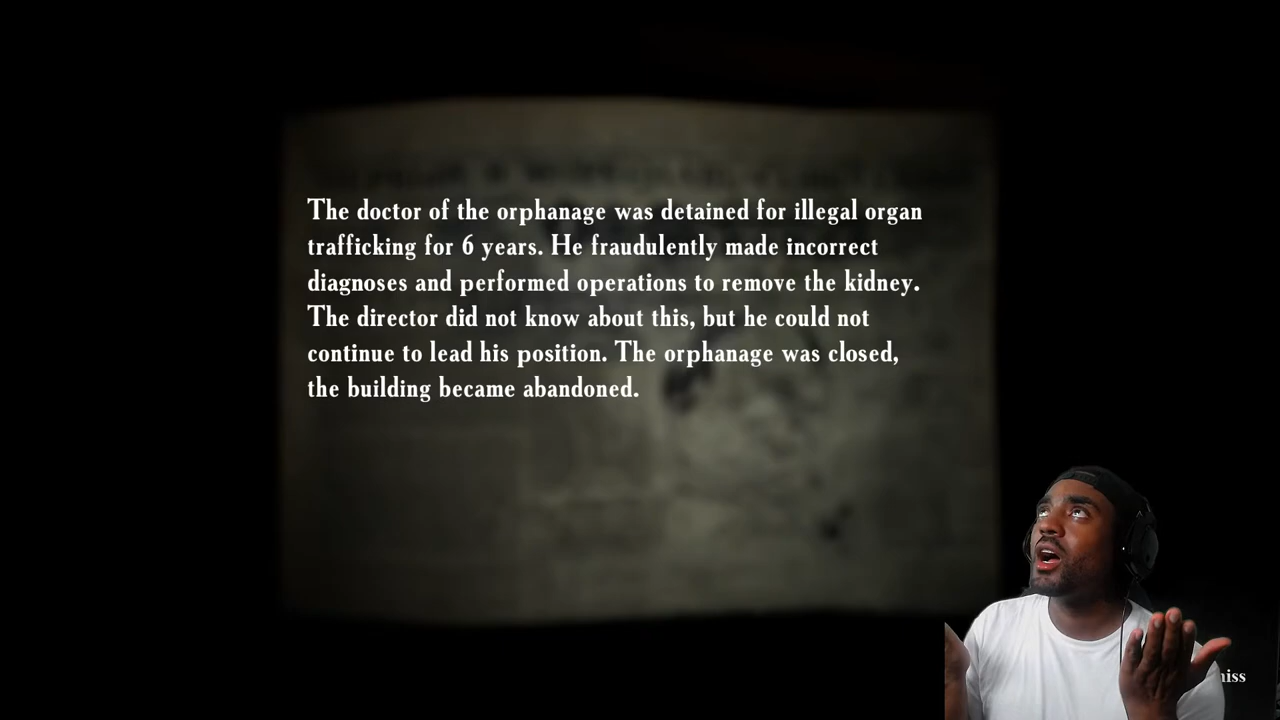 The doctor of the orphanage was detained for illegal organ
trafficking for 6 years. He fraudulently made incorrect
diagnoses and performed operations to remove the kidney.
The director did not know about this, but he could not
continue to lead his position. The orphanage was closed,
the building became abandoned.